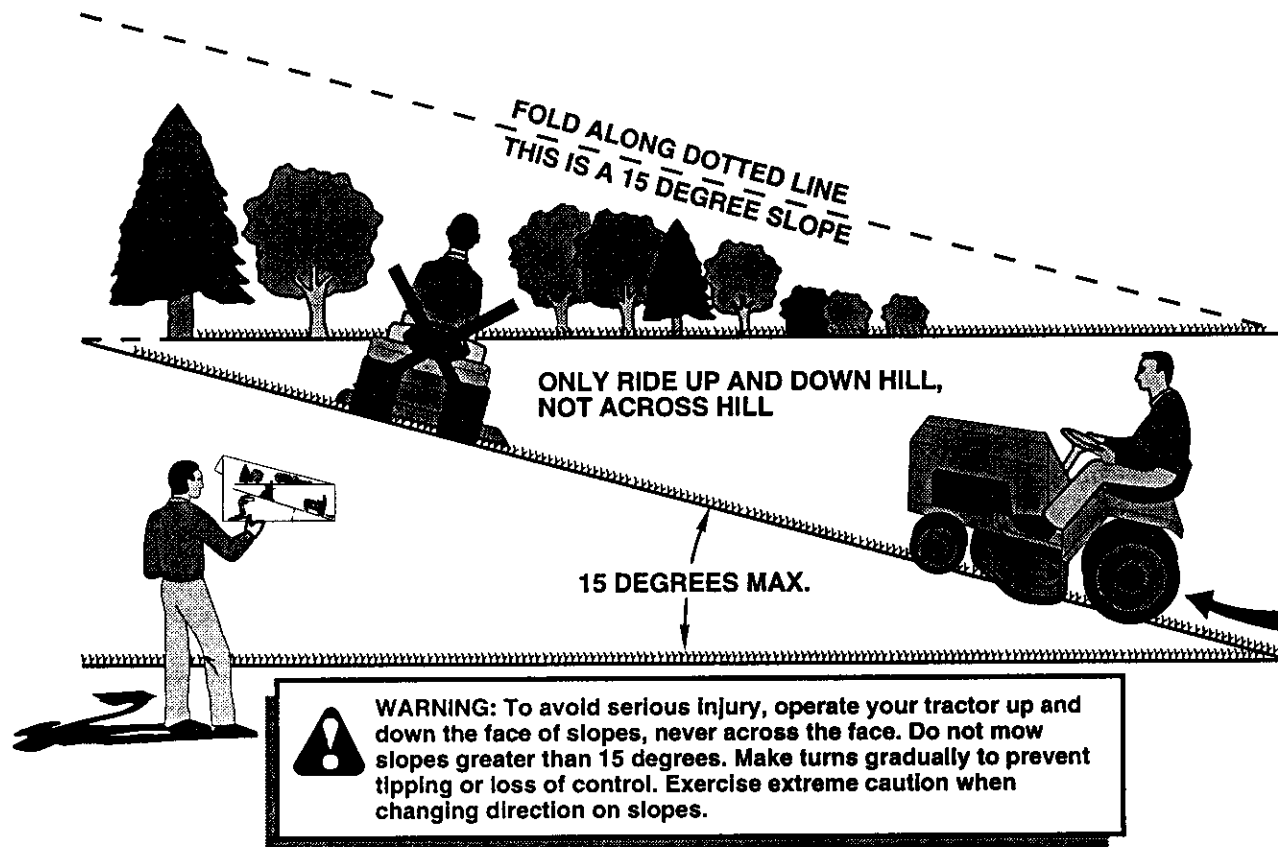 FOLD ALONG DOTTED LINE
THIS IS A 15 DEGREE SLOPE
ONLY RIDE UP AND DOWN HILL,
NOT ACROSS HILL
15 DEGREES MAX.
WARNING: To avoid serious injury, operate your tractor up and
down the face of slopes, never across the face. Do not mow
slopes greater than 15 degrees. Make turns gradually to prevent
tipping or loss of control. Exercise extreme caution when
changing direction on slopes.